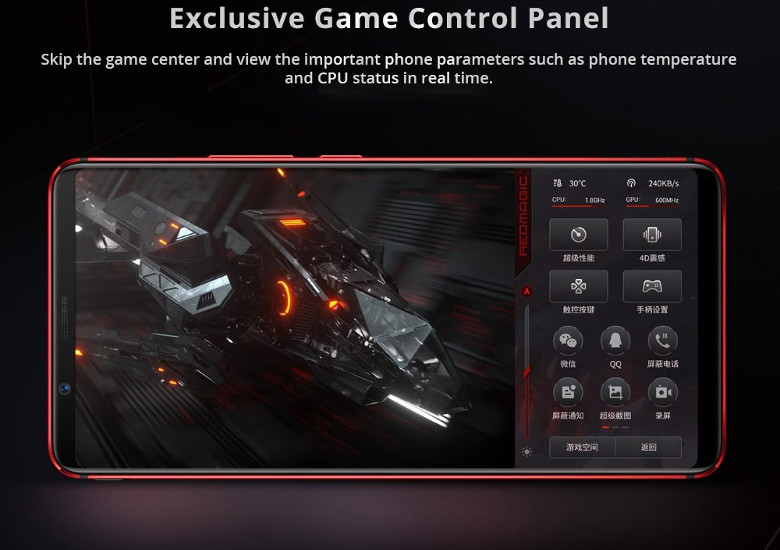 Exclusive Game Control Panel
Skip the game center and view the important phone parameters such as phone temperature
and CPU status in real time.
REDMAGIC
30°C 240KB/s
CPU: 1.8GHz GPU: 600MHz
超级性能 4D震感
触控按键 手柄设置
微信 QQ 屏蔽电话
屏蔽通知 超级截图 录屏
A
游戏空间 返回